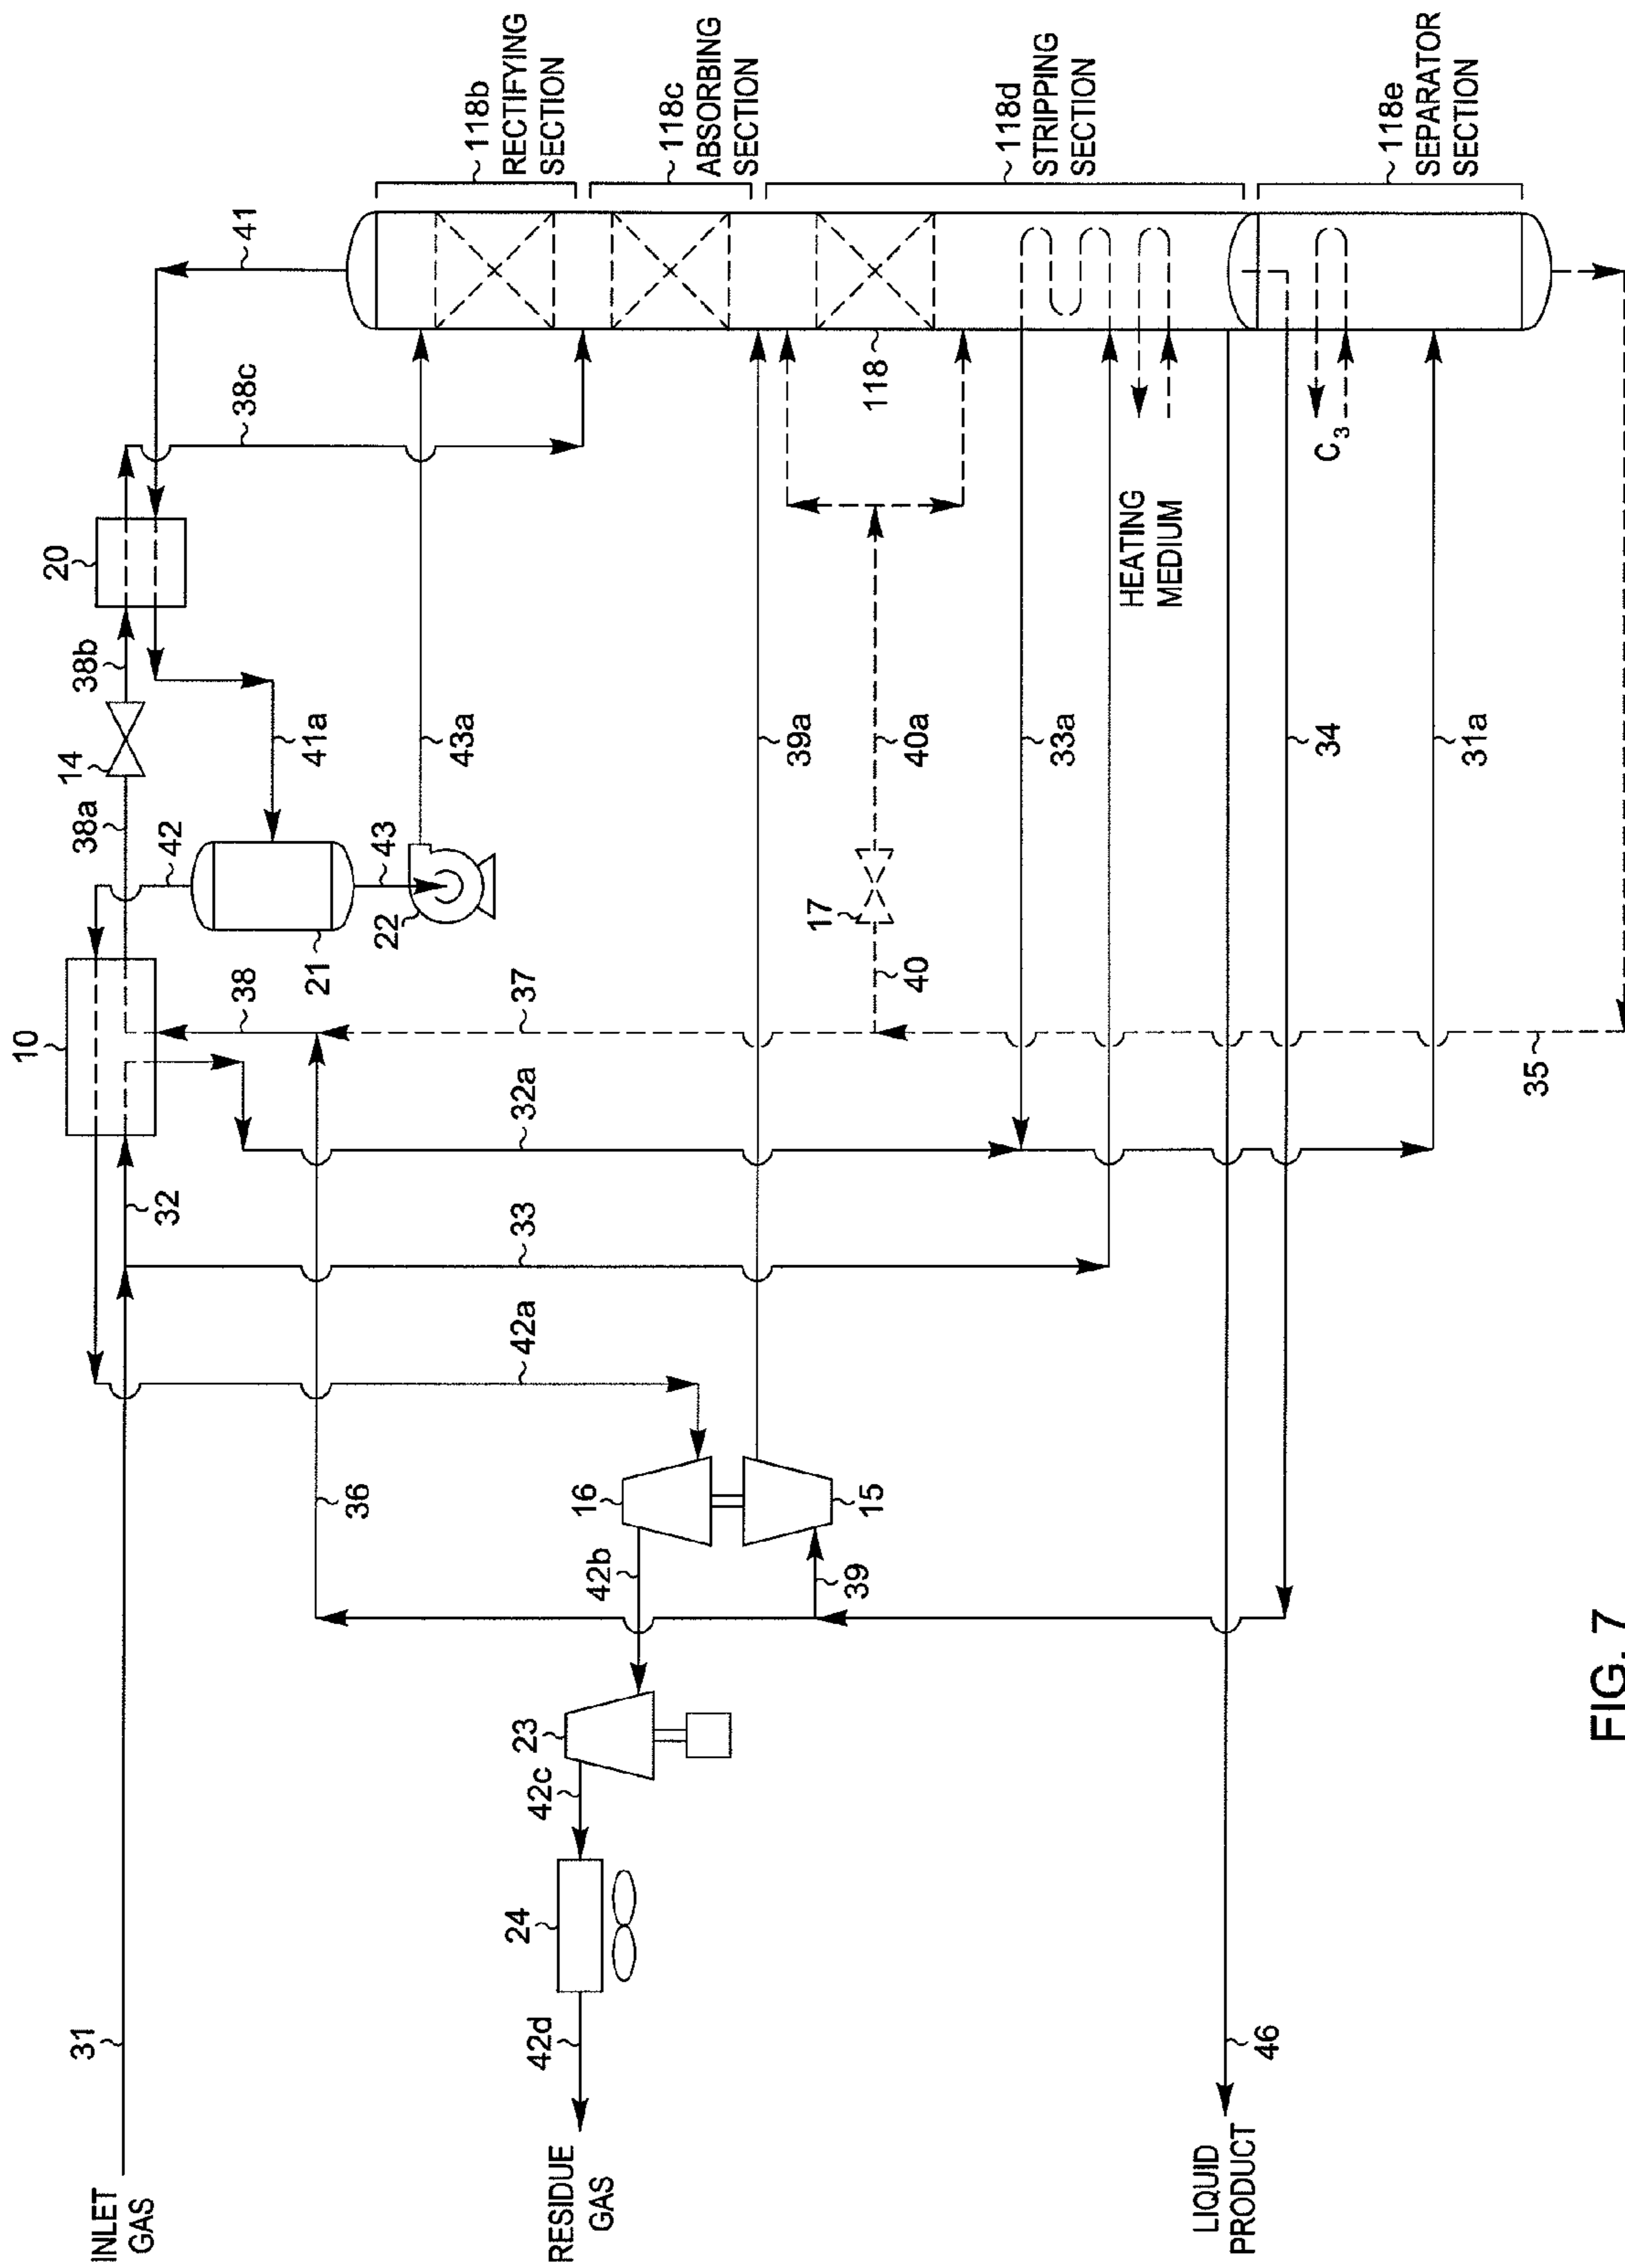 118b
RECTIFYING
SECTION
118c
ABSORBING
SECTION
118d
STRIPPING
SECTION
118e
SEPARATOR
SECTION
41
38c
20
38b
14
38a
41a
42
43
22
21
43a
39a
118
40a
17
40
33a
HEATING
MEDIUM
C3
34
31a
10
38
37
35
32a
32
33
42a
36
16
15
42b
39
23
42c
24
42d
31
46
INLET
GAS
RESIDUE
GAS
LIQUID
PRODUCT
FIG. 7